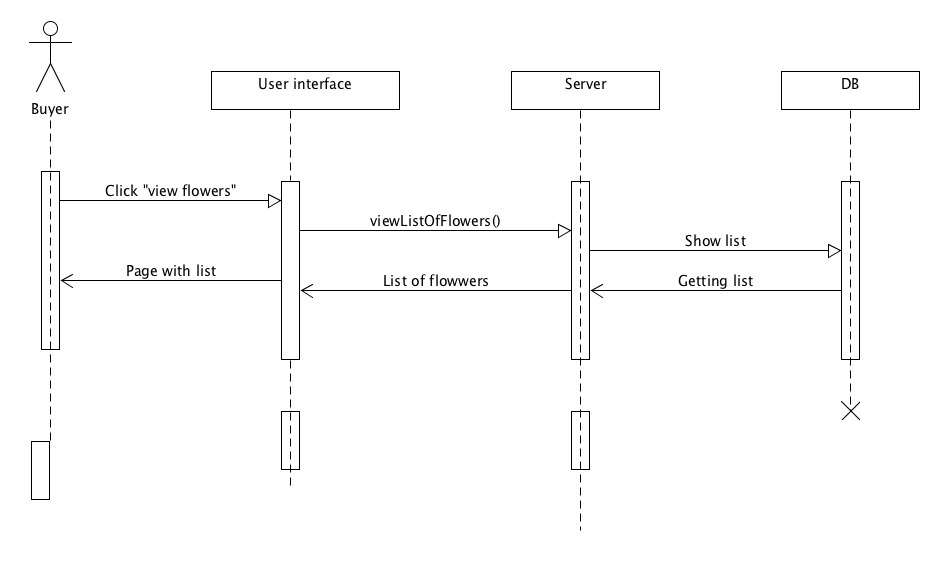 Buyer
User interface
Server
DB
Click "view flowers"
viewListOfFlowers()
Show list
Page with list
List of flowwers
Getting list